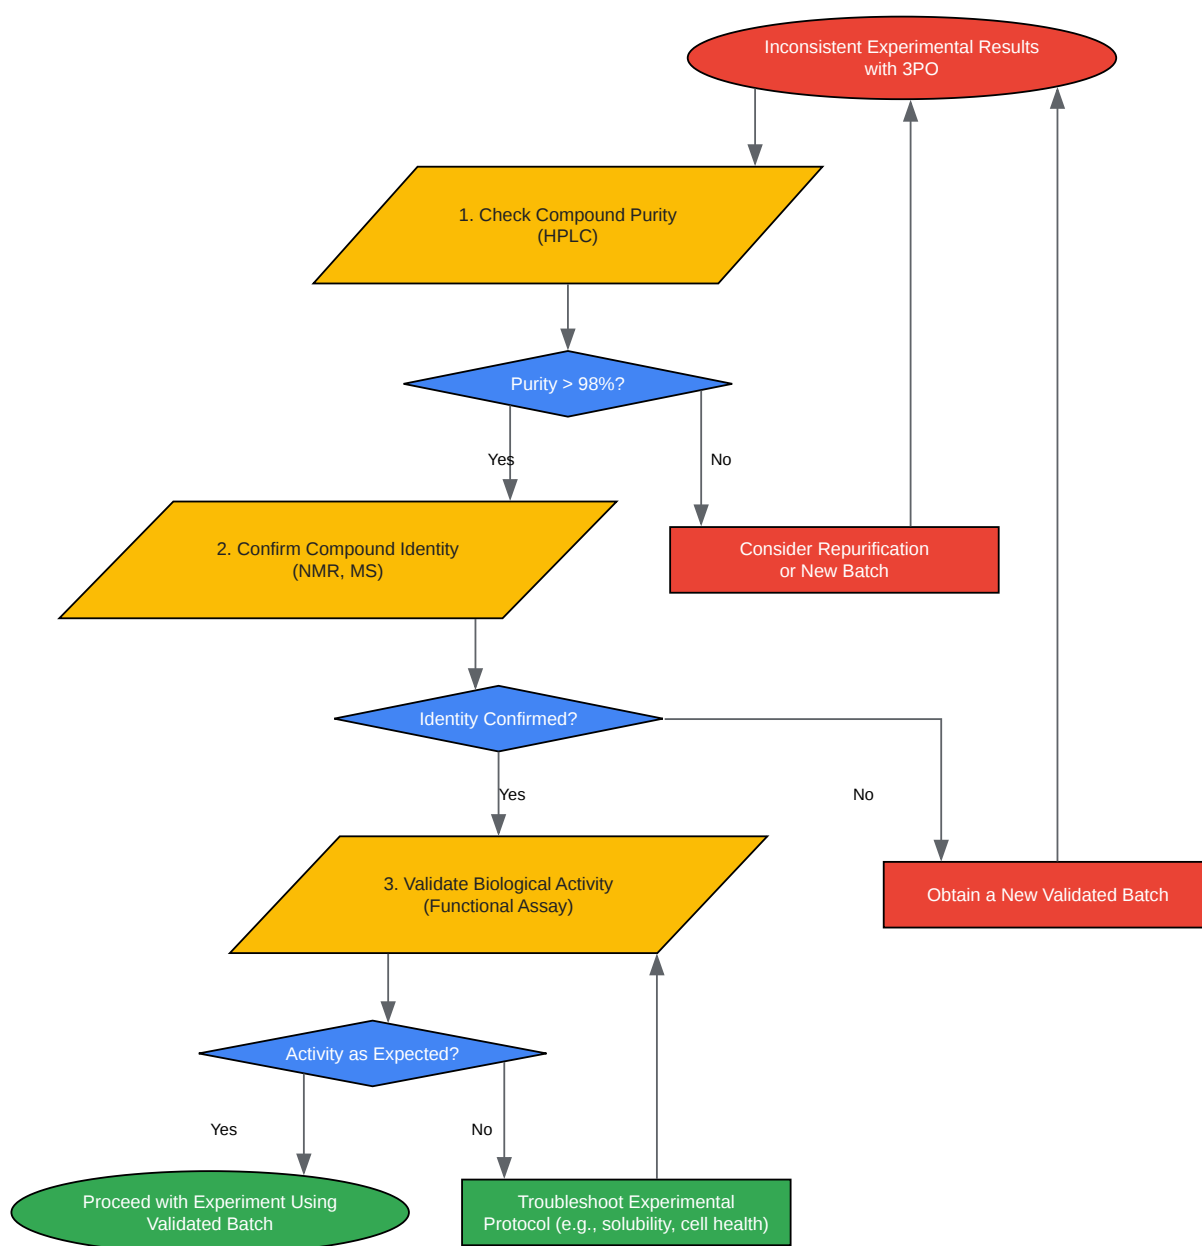 Inconsistent Experimental Results
with 3PO
1. Check Compound Purity
(HPLC)
Purity > 98%?
Yes
No
2. Confirm Compound Identity
(NMR, MS)
Consider Repurification
or New Batch
Identity Confirmed?
Yes
No
3. Validate Biological Activity
(Functional Assay)
Obtain a New Validated Batch
Activity as Expected?
Yes
No
Proceed with Experiment Using
Validated Batch
Troubleshoot Experimental
Protocol (e.g., solubility, cell health)